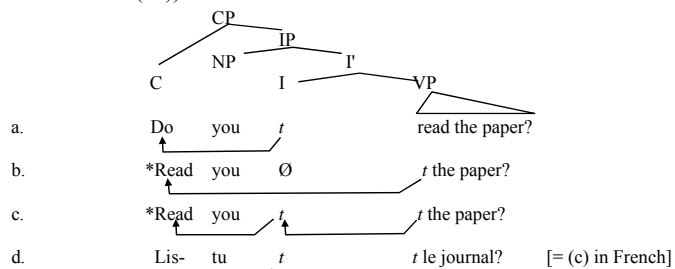 CP
IP
NP I'
C I VP
a. Do you t read the paper?
b. *Read you Ø t the paper?
c. *Read you t t the paper?
d. Lis- tu t t le journal? [= (c) in French]